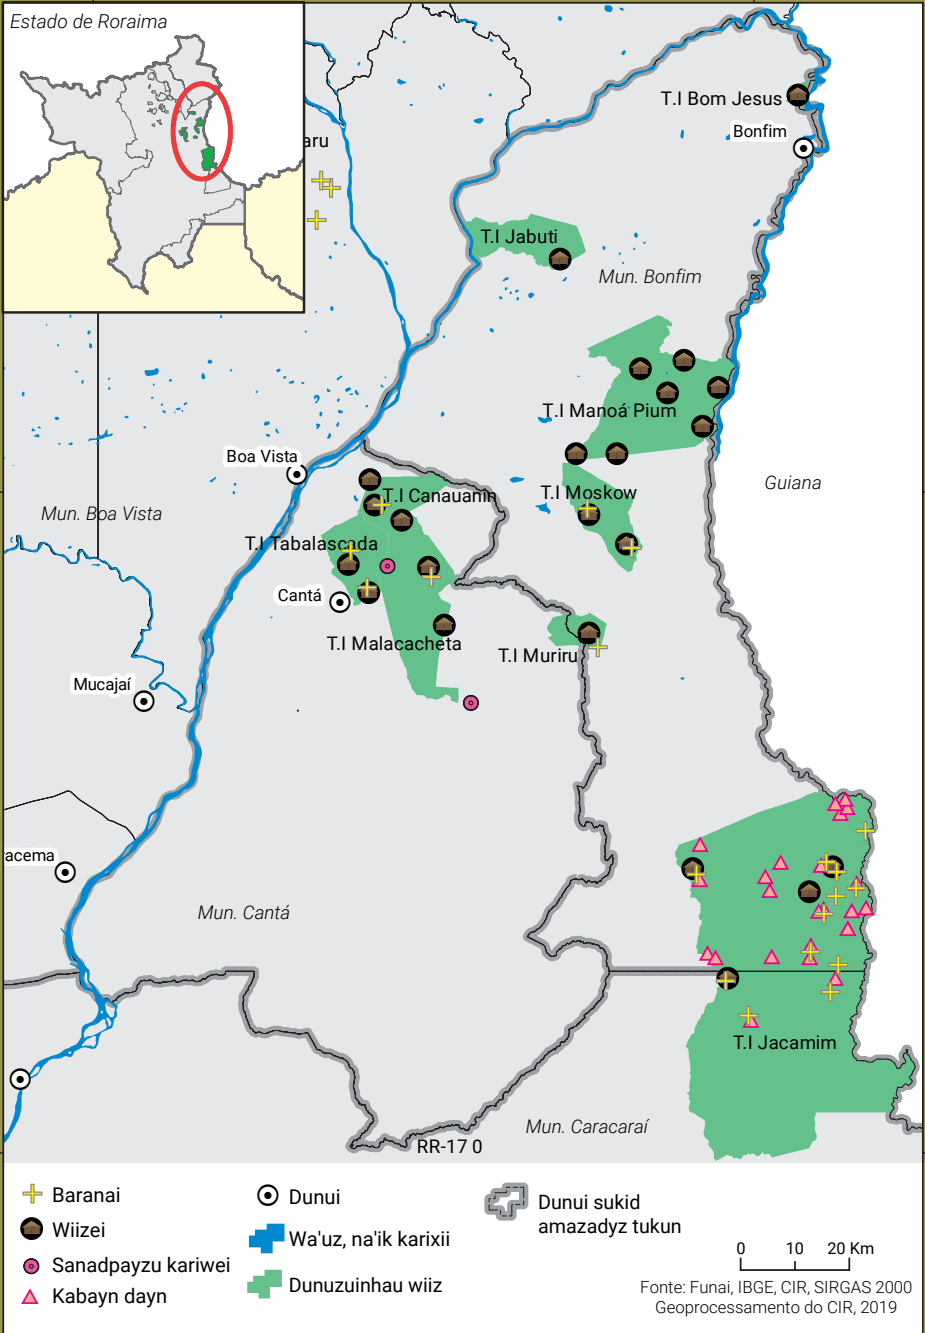 Estado de Roraima
T.I Bom Jesus
Bonfim
aru
T.I Jabuti
Mun. Bonfim
T.I Manoá Pium
Boa Vista
T.I Canauanin
T.I Moskow
Guiana
Mun. Boa Vista
T.I Tabalascada
Cantá
T.I Malacacheta
T.I Muriru
Mucajaí
racema
Mun. Cantá
T.I Jacamim
Mun. Caracaraí
RR-17 0
Baranai
Wiizei
Sanadpayzu kariwei
Kabayn dayn
Dunui
Wa'uz, na'ik karixii
Dunuzuinhau wiiz
Dunui sukid
amazadyz tukun
0 10 20 Km
Fonte: Funai, IBGE, CIR, SIRGAS 2000
Geoprocessamento do CIR, 2019